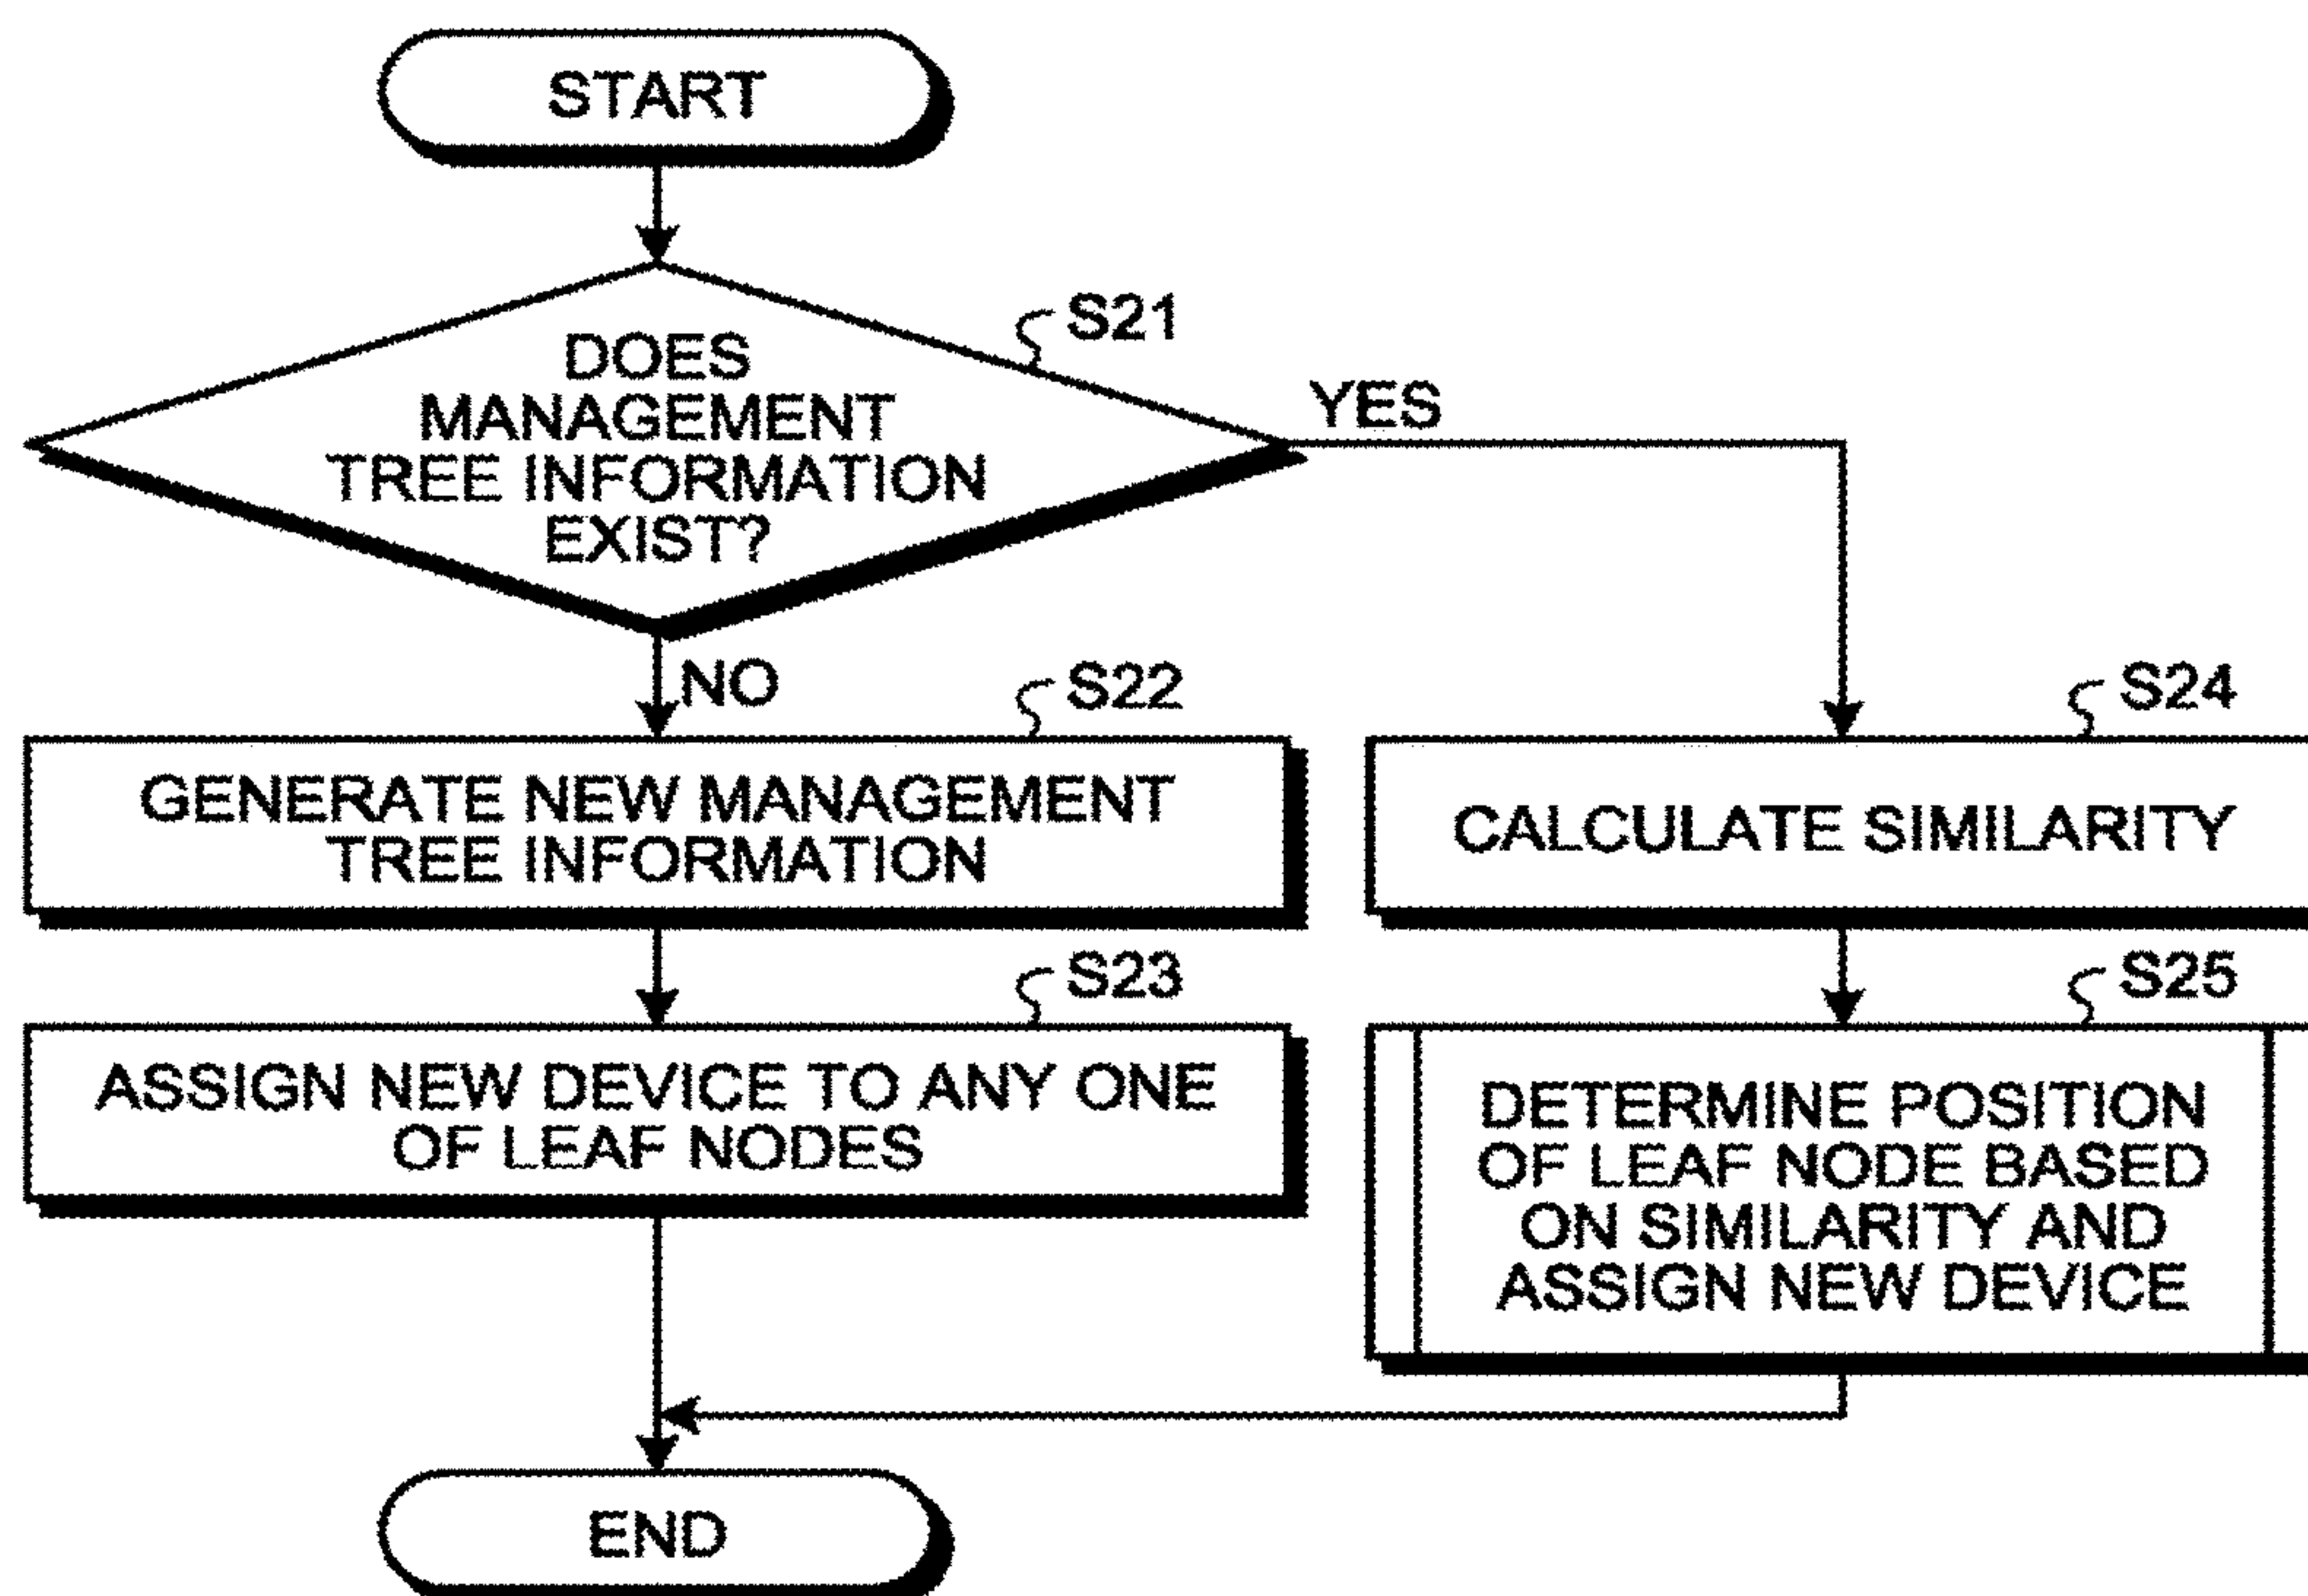 START
S21
DOES
MANAGEMENT
TREE INFORMATION
EXIST?
YES
NO
S22
GENERATE NEW MANAGEMENT
TREE INFORMATION
S23
ASSIGN NEW DEVICE TO ANY ONE
OF LEAF NODES
S24
CALCULATE SIMILARITY
S25
DETERMINE POSITION
OF LEAF NODE BASED
ON SIMILARITY AND
ASSIGN NEW DEVICE
END